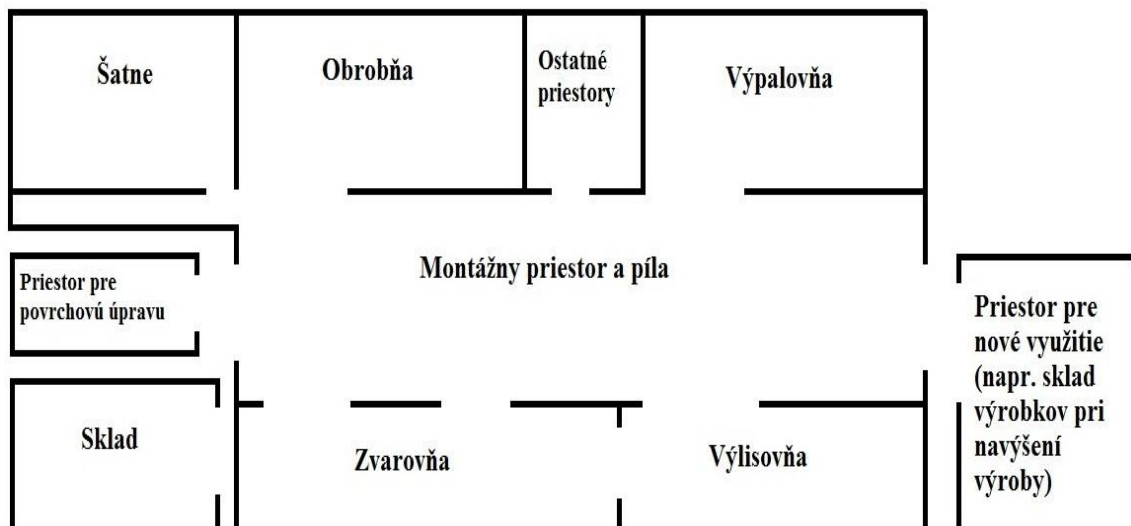 Šatne
Obrobňa
Ostatné
priestory
Výpalovňa
Montážny priestor a píla
Priestor pre
povrchovú úpravu
Priestor pre
nové využitie
(napr. sklad
výrobkov pri
navýšení
výroby)
Sklad
Zvarovňa
Výlisovňa